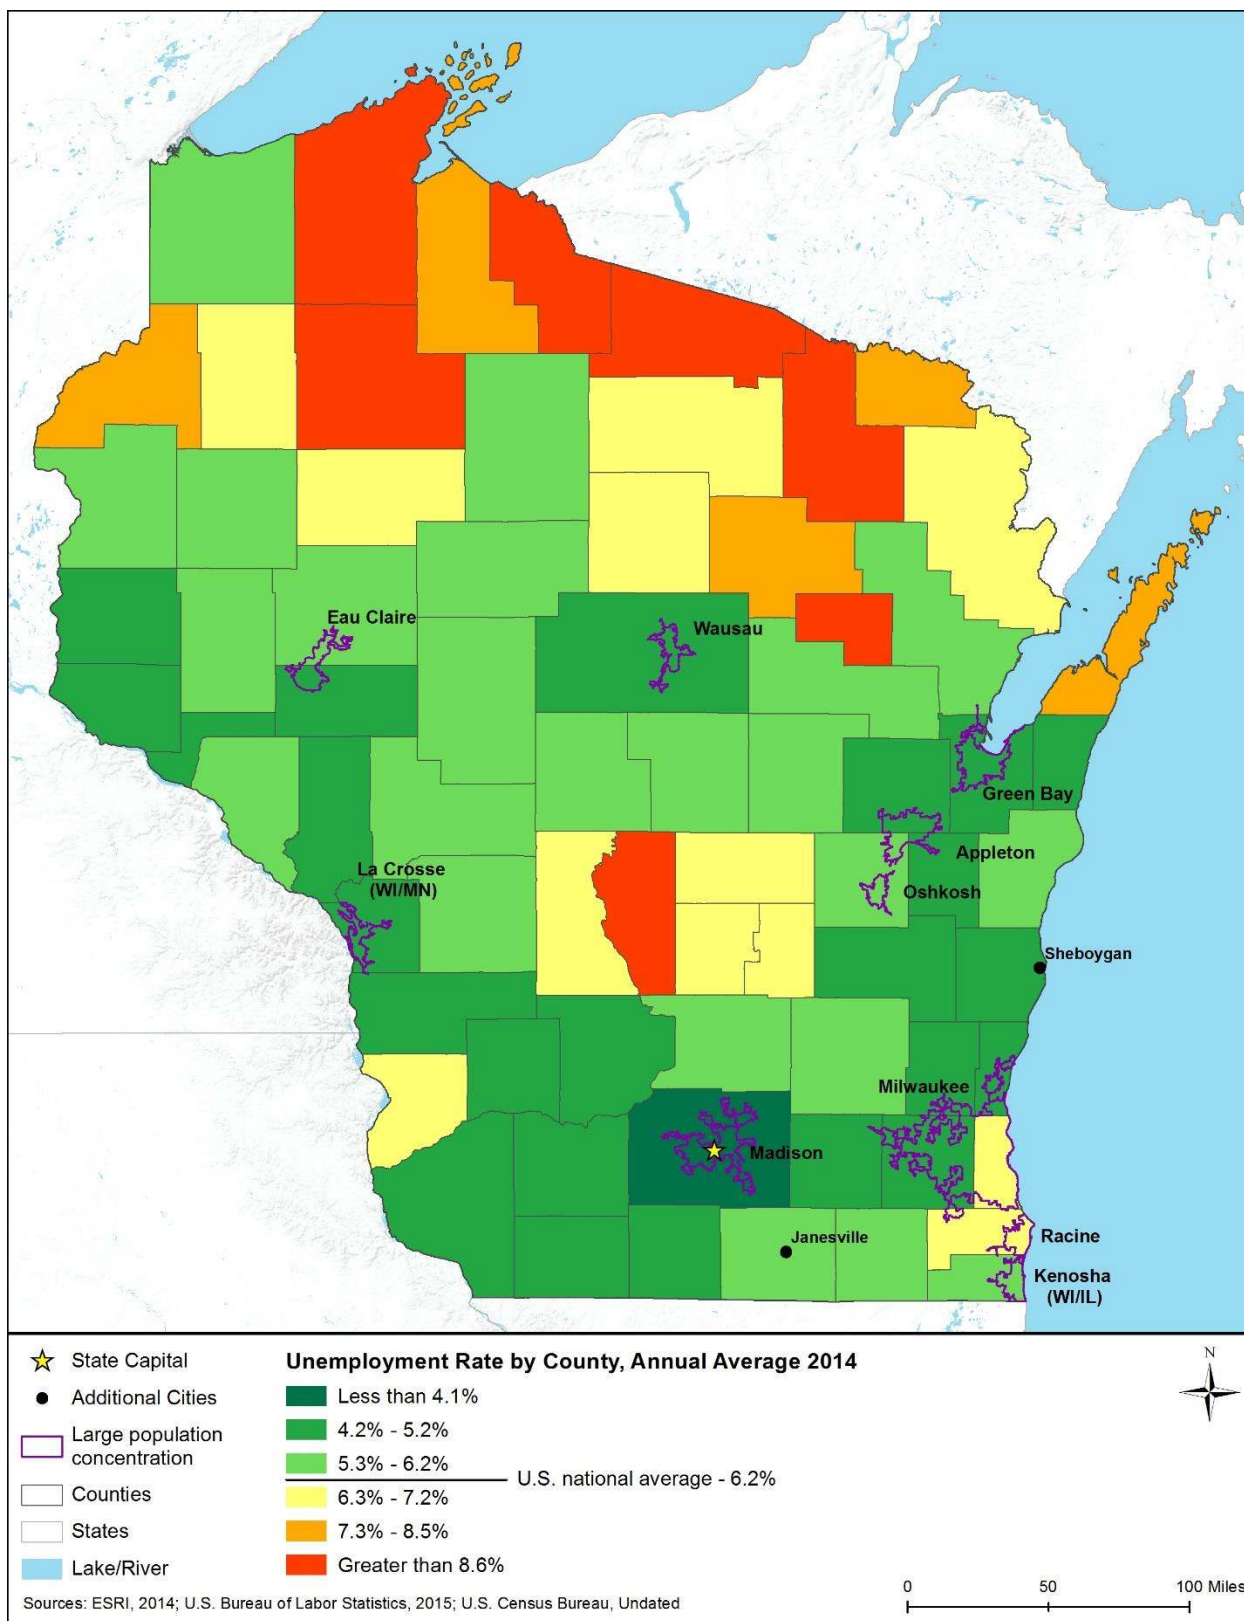 Eau Claire
Wausau
Green Bay
La Crosse
(WI/MN)
Appleton
Oshkosh
Sheboygan
Milwaukee
Madison
Janesville
Racine
Kenosha
(WI/IL)
State Capital
Additional Cities
Large population
concentration
Counties
States
Lake/River
Unemployment Rate by County, Annual Average 2014
Less than 4.1%
4.2% - 5.2%
5.3% - 6.2%
U.S. national average - 6.2%
6.3% - 7.2%
7.3% - 8.5%
Greater than 8.6%
N
0 50 100 Miles
Sources: ESRI, 2014; U.S. Bureau of Labor Statistics, 2015; U.S. Census Bureau, Undated